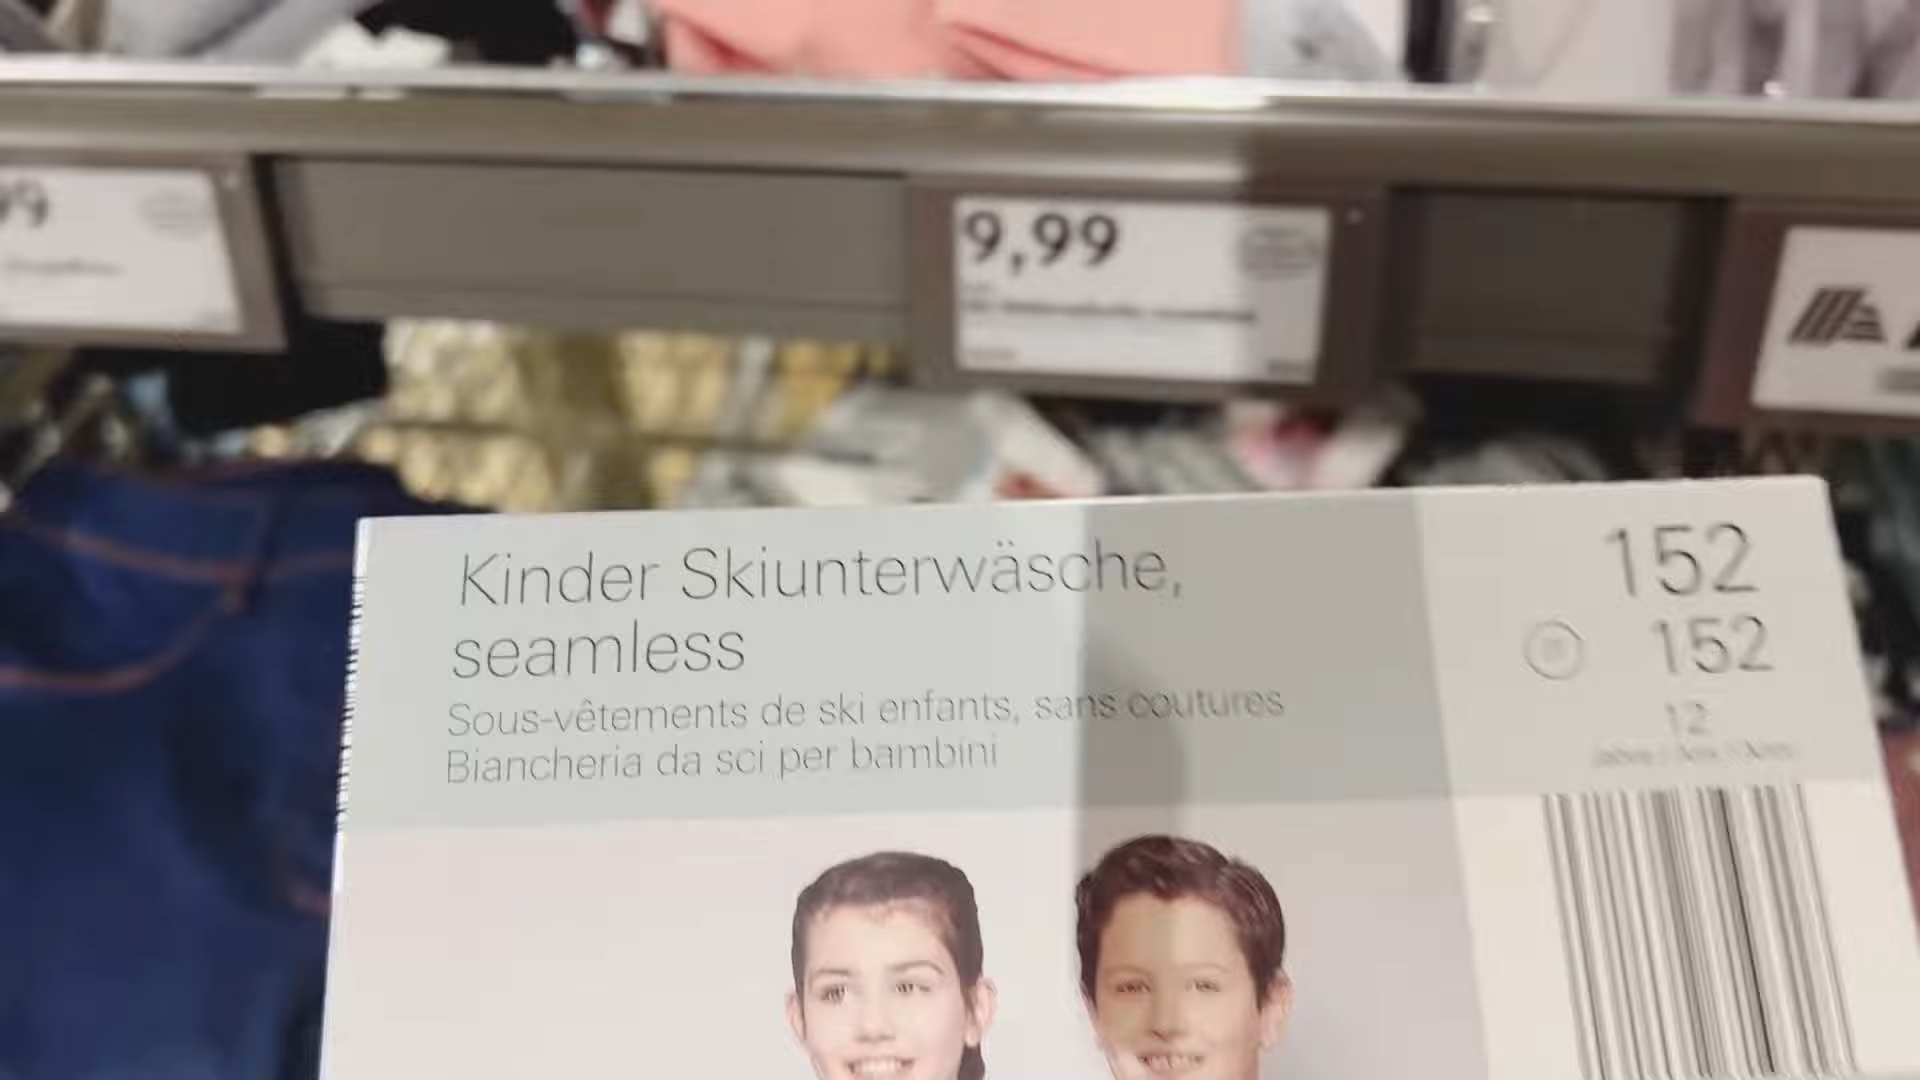 99
9,99
Kinder Skiunterwäsche,
seamless
Sous-vêtements de ski enfants, sans coutures
Biancheria da sci per bambini
152
152
12